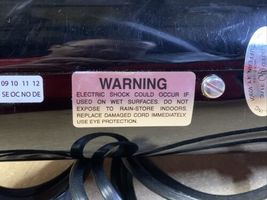 09 10 11 12
SE OC NO DE
WARNING
ELECTRIC SHOCK COULD OCCUR IF
USED ON WET SURFACES. DO NOT
EXPOSE TO RAIN-STORE INDOORS.
REPLACE DAMAGED CORD IMMEDIATELY.
USE EYE PROTECTION.